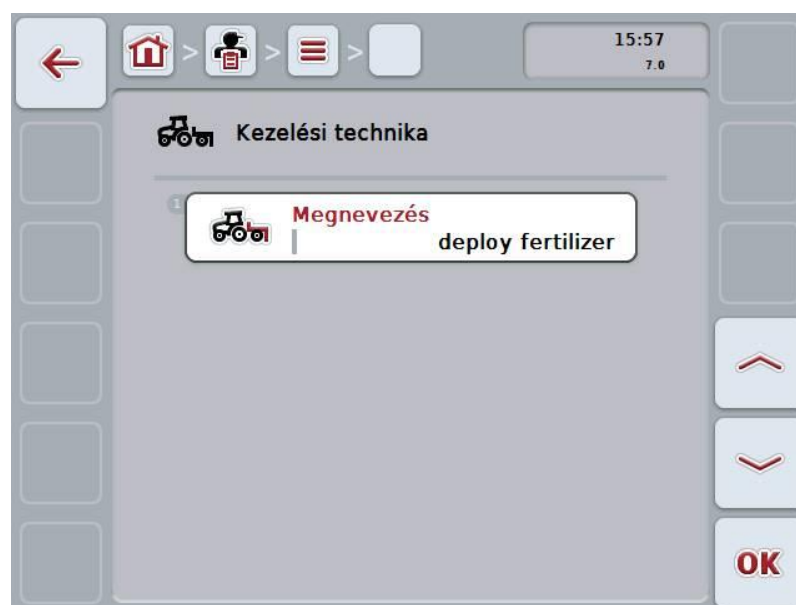 15:57
7.0
Kezelési technika
1
Megnevezés
deploy fertilizer
OK